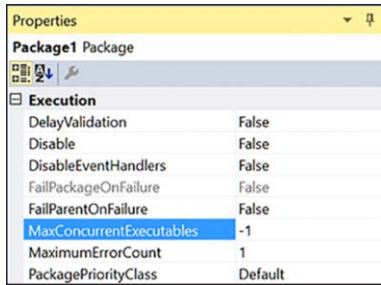 Properties
Package1 Package
Execution
DelayValidation False
Disable False
DisableEventHandlers False
FailPackageOnFailure False
FailParentOnFailure False
MaxConcurrentExecutables -1
MaximumErrorCount 1
PackagePriorityClass Default